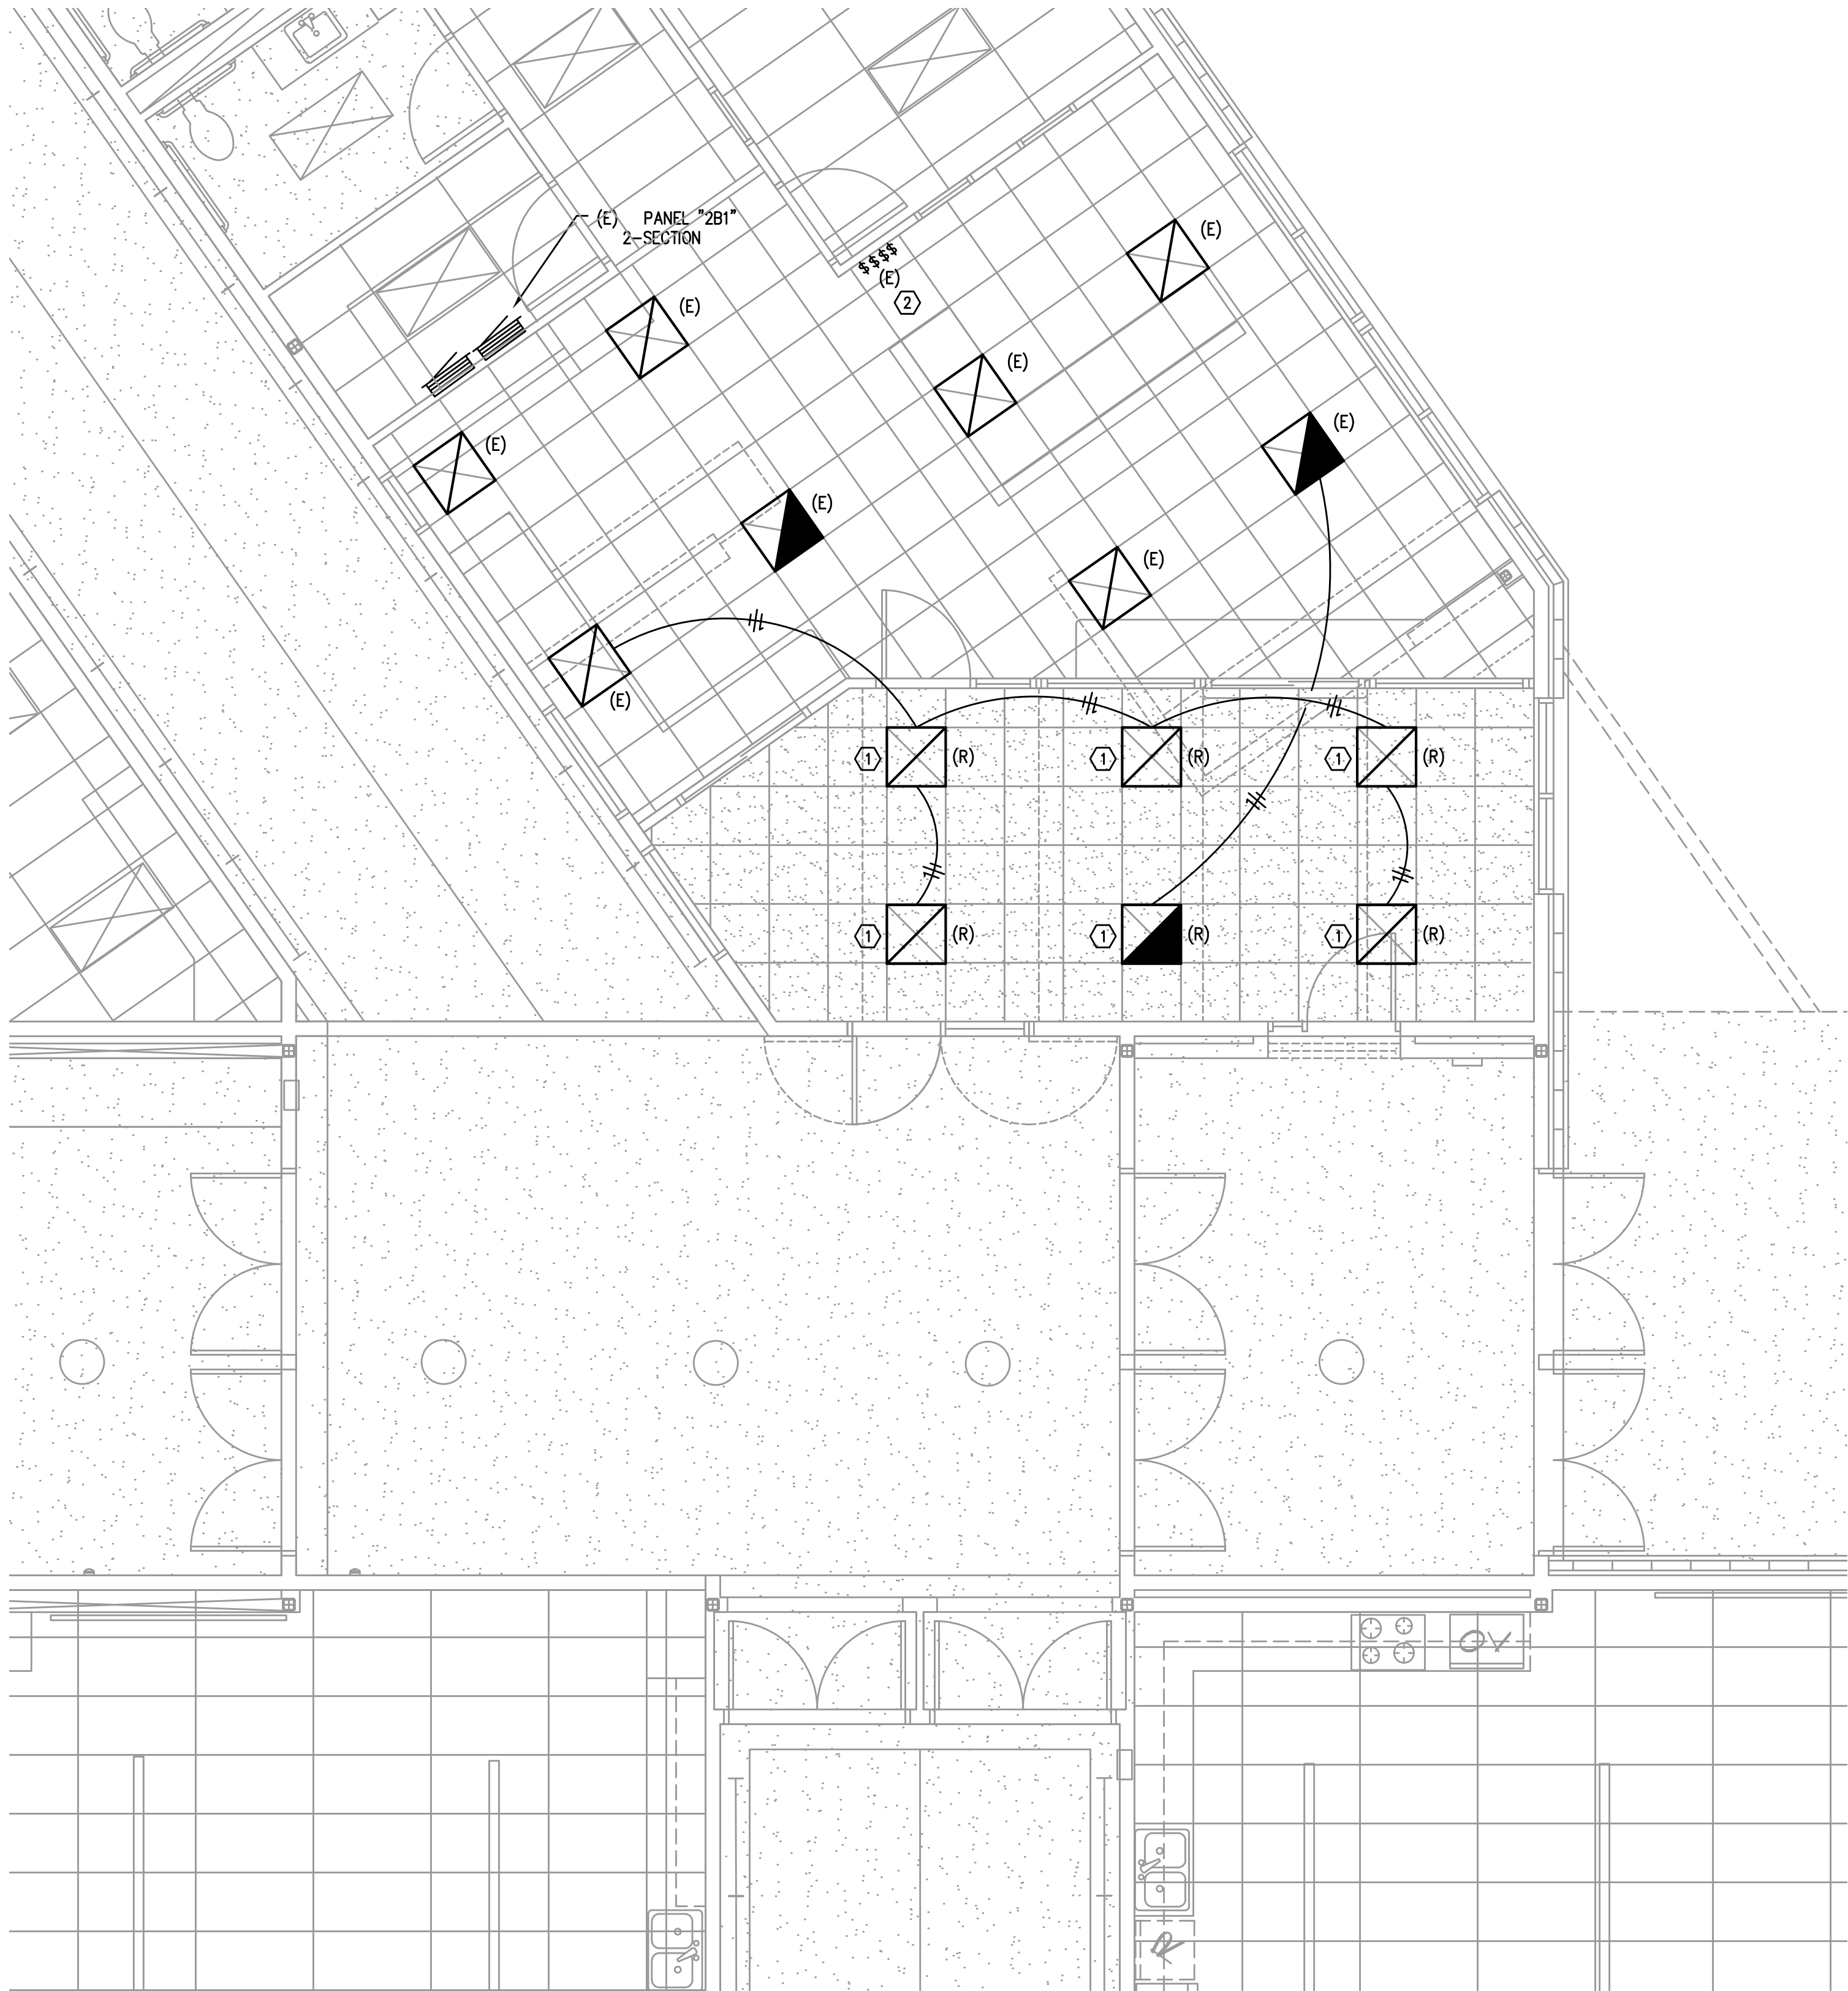 (E) PANEL "2B1"
2-SECTION
(E)
(E)
$$$$
(E)
2
(E)
(E)
(E)
(E)
(E)
(E)
(E)
1 (R)
1 (R)
1 (R)
1 (R)
1 (R)
1 (R)